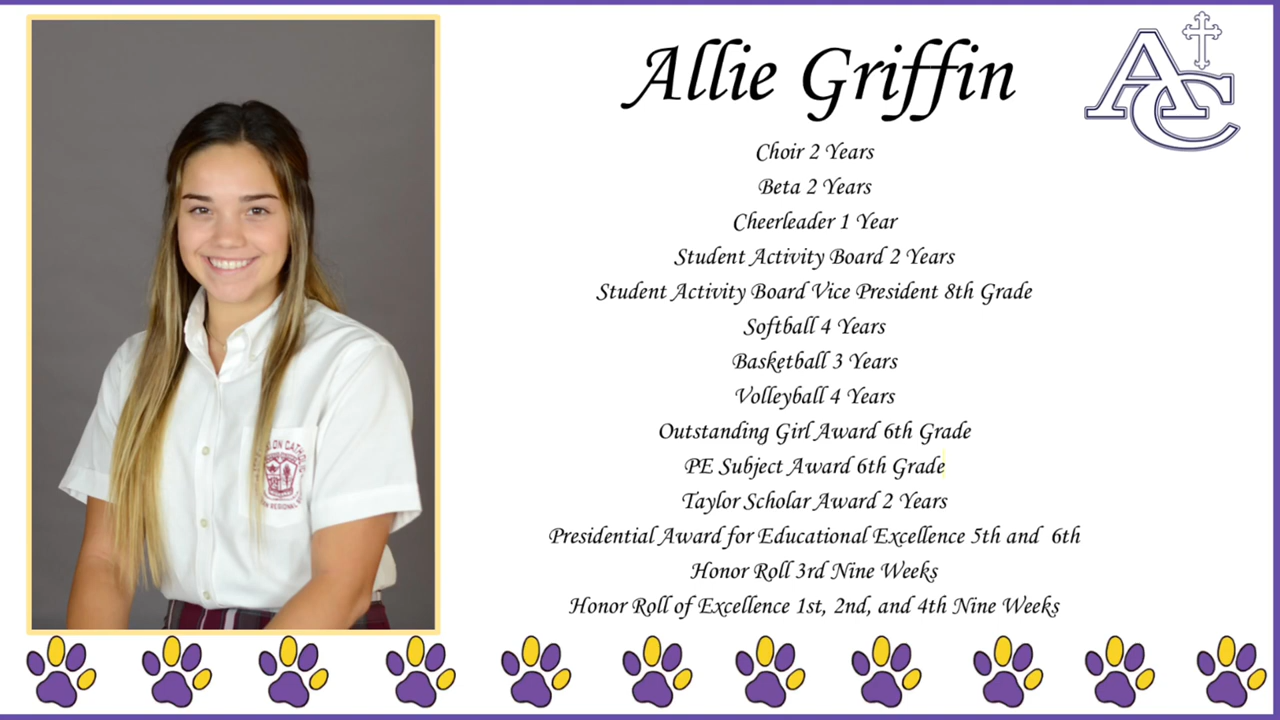 Allie Griffin
AC
Choir 2 Years
Beta 2 Years
Cheerleader 1 Year
Student Activity Board 2 Years
Student Activity Board Vice President 8th Grade
Softball 4 Years
Basketball 3 Years
Volleyball 4 Years
Outstanding Girl Award 6th Grade
PE Subject Award 6th Grade
Taylor Scholar Award 2 Years
Presidential Award for Educational Excellence 5th and 6th
Honor Roll 3rd Nine Weeks
Honor Roll of Excellence 1st, 2nd, and 4th Nine Weeks